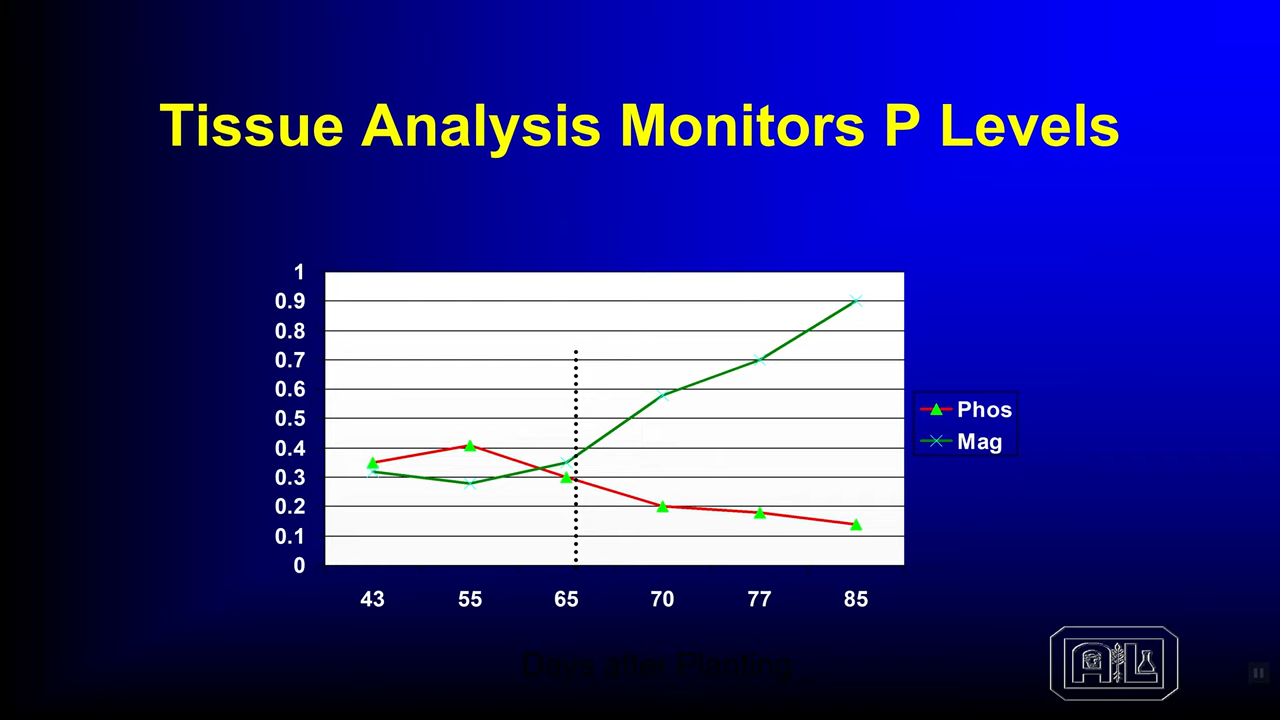 Tissue Analysis Monitors P Levels
1
0.9
0.8
0.7
0.6
0.5
0.4
0.3
0.2
0.1
0
Phos
Mag
43 55 65 70 77 85
Days after Planting
AL